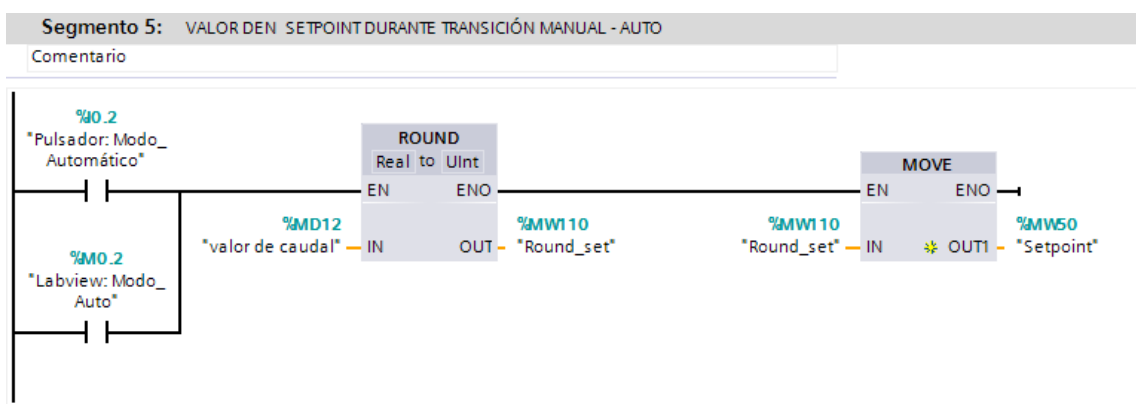 Segmento 5: VALOR DEN SETPOINT DURANTE TRANSICIÓN MANUAL - AUTO
Comentario
%I0.2
"Pulsador: Modo_
Automático"
ROUND
Real to UInt
EN ENO
%MD12
"valor de caudal" IN
OUT
%MW110
"Round_set"
MOVE
EN ENO
%MW110
"Round_set" IN
OUT1
%MW50
"Setpoint"
%M0.2
"Labview: Modo_
Auto"